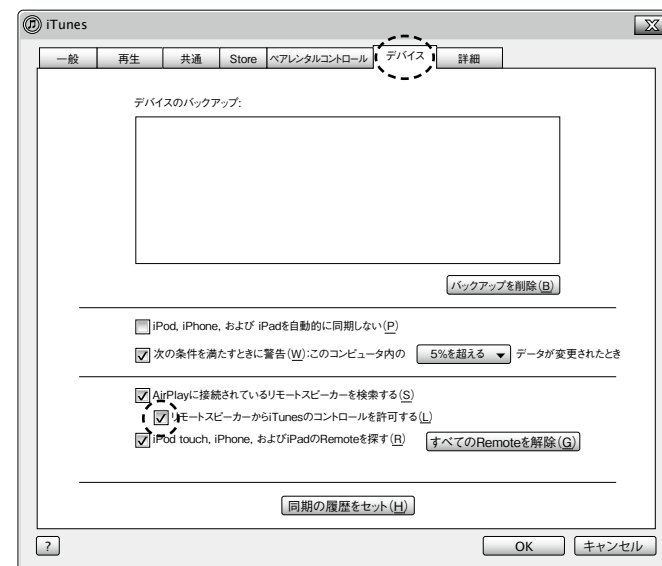 iTunes
一般 再生 共通 Store ペアレンタルコントロール デバイス 詳細
デバイスのバックアップ:
バックアップを削除(B)
iPod, iPhone, および iPadを自動的に同期しない(P)
次の条件を満たすときに警告(W):このコンピュータ内の 5%を超える データが変更されたとき
AirPlayに接続されているリモートスピーカーを検索する(S)
リモートスピーカーからiTunesのコントロールを許可する(L)
iPod touch, iPhone, およびiPadのRemoteを探す(R) すべてのRemoteを解除(G)
同期の履歴をセット(H)
? OK キャンセル